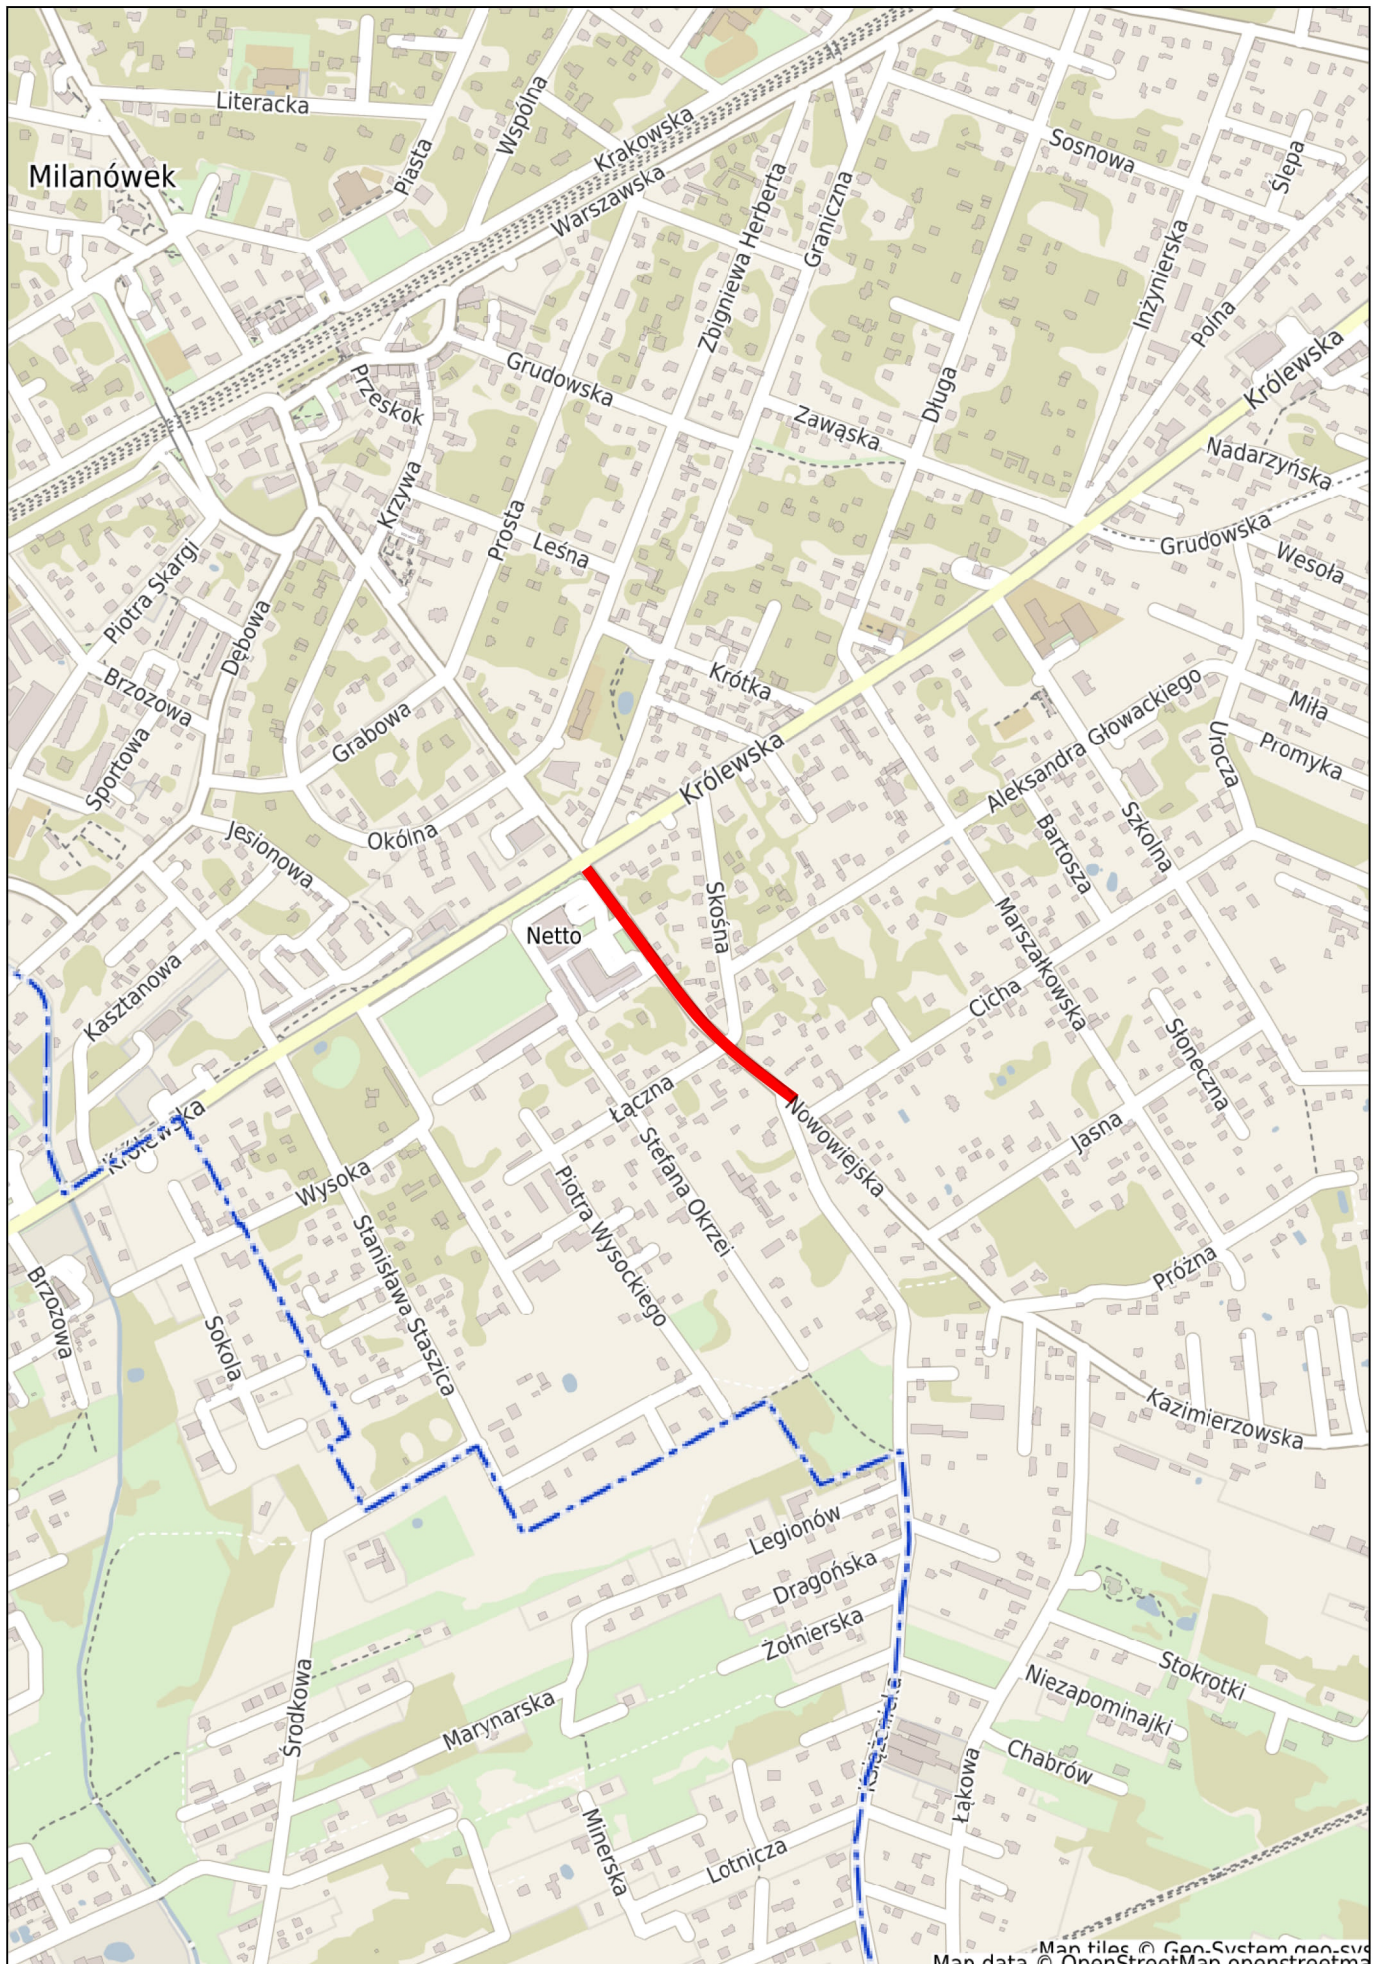 Literacka
Wspólna
Krakowska
Sosnowa
Ślepa
Milanówek
Piasta
Warszawska
Zbigniewa Herberta
Graniczna
Inżynierska
Polna
Królewska
Przeskok
Grudowska
Długa
Zawąska
Nadarzyńska
Krzywa
Prosta
Leśna
Grudowska
Wesoła
Piotra Skargi
Dębowa
Brzozowa
Krótka
Aleksandra Głowackiego
Miła
Grabowa
Urocza
Promyka
Sportowa
Królewska
Jesionowa
Okólna
Bartosza
Szkolna
Skośna
Netto
Marszałkowska
Kasztanowa
Cicha
Słoneczna
Królewska
Łączna
Nowowiejska
Jasna
Wysoka
Stefana Okrzei
Piotra Wysockiego
Stanisława Staszica
Próżna
Brzozowa
Sokola
Kazimierzowska
Legionów
Dragońska
Żołnierska
Środkowa
Marynarska
Stokrotki
Niezapominajki
Książenicka
Chabrów
Łąkowa
Minerska
Lotnicza
Map tiles © Geo-System geo-sys
Map data © OpenStreetMap openstreetma